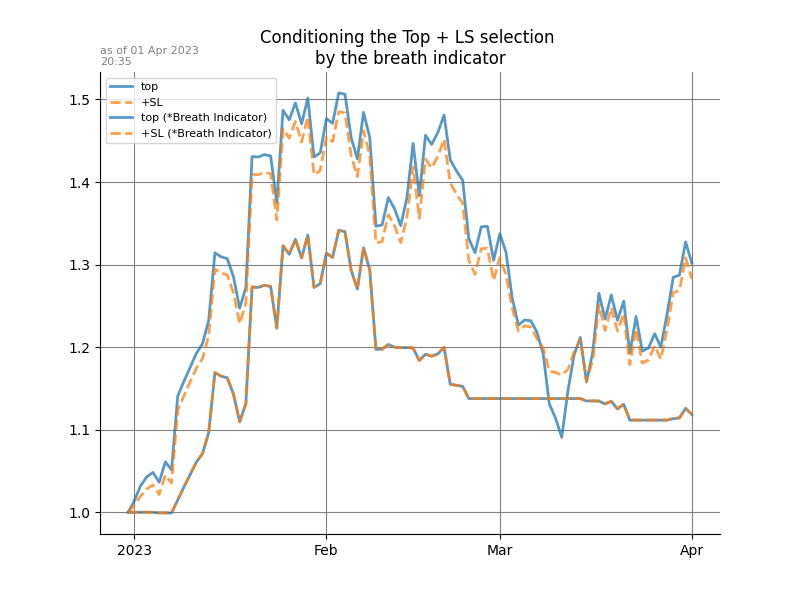 Conditioning the Top + LS selection
by the breath indicator
as of 01 Apr 2023
20:35
top
+SL
top (*Breath Indicator)
+SL (*Breath Indicator)
1.5
1.4
1.3
1.2
1.1
1.0
2023 Feb Mar Apr